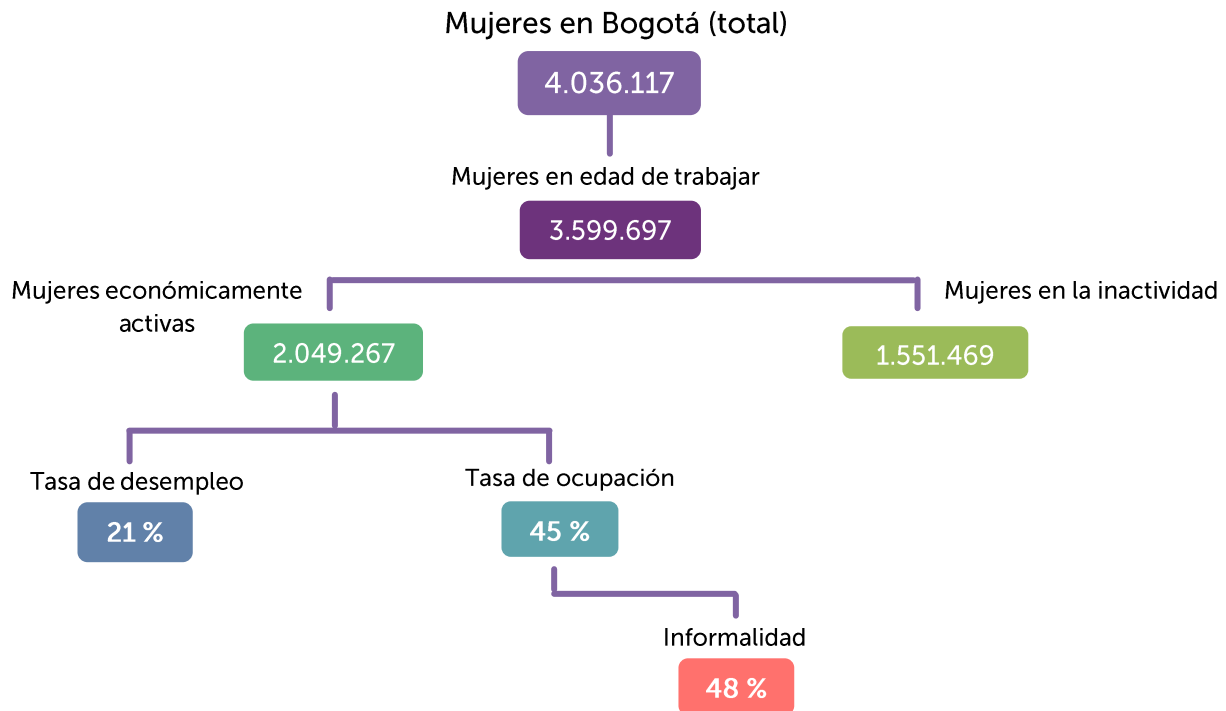 Mujeres en Bogotá (total)
4.036.117
Mujeres en edad de trabajar
3.599.697
Mujeres económicamente
activas
2.049.267
Mujeres en la inactividad
1.551.469
Tasa de desempleo
21 %
Tasa de ocupación
45 %
Informalidad
48 %